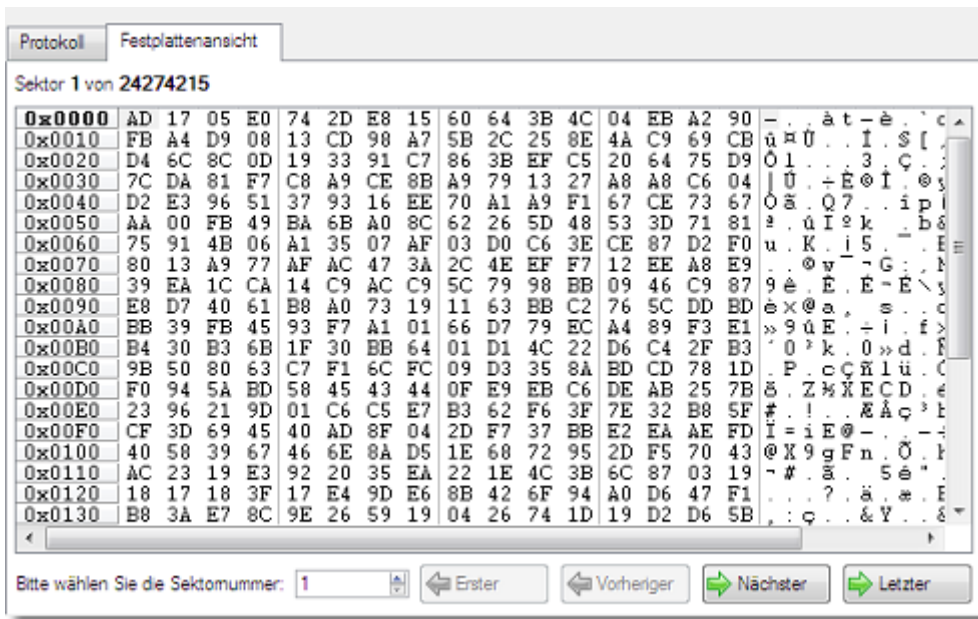 Protokoll Festplattenansicht
Sektor 1 von 24274215
0x0000 AD 17 05 E0 74 2D E8 15 60 64 3B 4C 04 EB A2 90
0x0010 FB A4 D9 08 13 CD 98 A7 5B 2C 25 8E 4A C9 69 CB
0x0020 D4 6C 8C 0D 19 33 91 C7 86 3B EF C5 20 64 75 D9
0x0030 7C DA 81 F7 C8 A9 CE 8B A9 79 13 27 A8 A8 C6 04
0x0040 D2 E3 96 51 37 93 16 EE 70 A1 A9 F1 67 CE 73 67
0x0050 AA 00 FB 49 BA 6B A0 8C 62 26 5D 48 53 3D 71 81
0x0060 75 91 4B 06 A1 35 07 AF 03 D0 C6 3E CE 87 D2 F0
0x0070 80 13 A9 77 AF AC 47 3A 2C 4E EF F7 12 EE A8 E9
0x0080 39 EA 1C CA 14 C9 AC C9 5C 79 98 BB 09 46 C9 87
0x0090 E8 D7 40 61 B8 A0 73 19 11 63 BB C2 76 5C DD BD
0x00A0 BB 39 FB 45 93 F7 A1 01 66 D7 79 EC A4 89 F3 E1
0x00B0 B4 30 B3 6B 1F 30 BB 64 01 D1 4C 22 D6 C4 2F B3
0x00C0 9B 50 80 63 C7 F1 6C FC 09 D3 35 8A BD CD 78 1D
0x00D0 F0 94 5A BD 58 45 43 44 0F E9 EB C6 DE AB 25 7B
0x00E0 23 96 21 9D 01 C6 C5 E7 B3 62 F6 3F 7E 32 B8 5F
0x00F0 CF 3D 69 45 40 AD 8F 04 2D F7 37 BB E2 EA AE FD
0x0100 40 58 39 67 46 6E 8A D5 1E 68 72 95 2D F5 70 43
0x0110 AC 23 19 E3 92 20 35 EA 22 1E 4C 3B 6C 87 03 19
0x0120 18 17 18 3F 17 E4 9D E6 8B 42 6F 94 A0 D6 47 F1
0x0130 B8 3A E7 8C 9E 26 59 19 04 26 74 1D 19 D2 D6 5B
Bitte wählen Sie die Sektornummer: 1 Erster Vorheriger Nächster Letzter